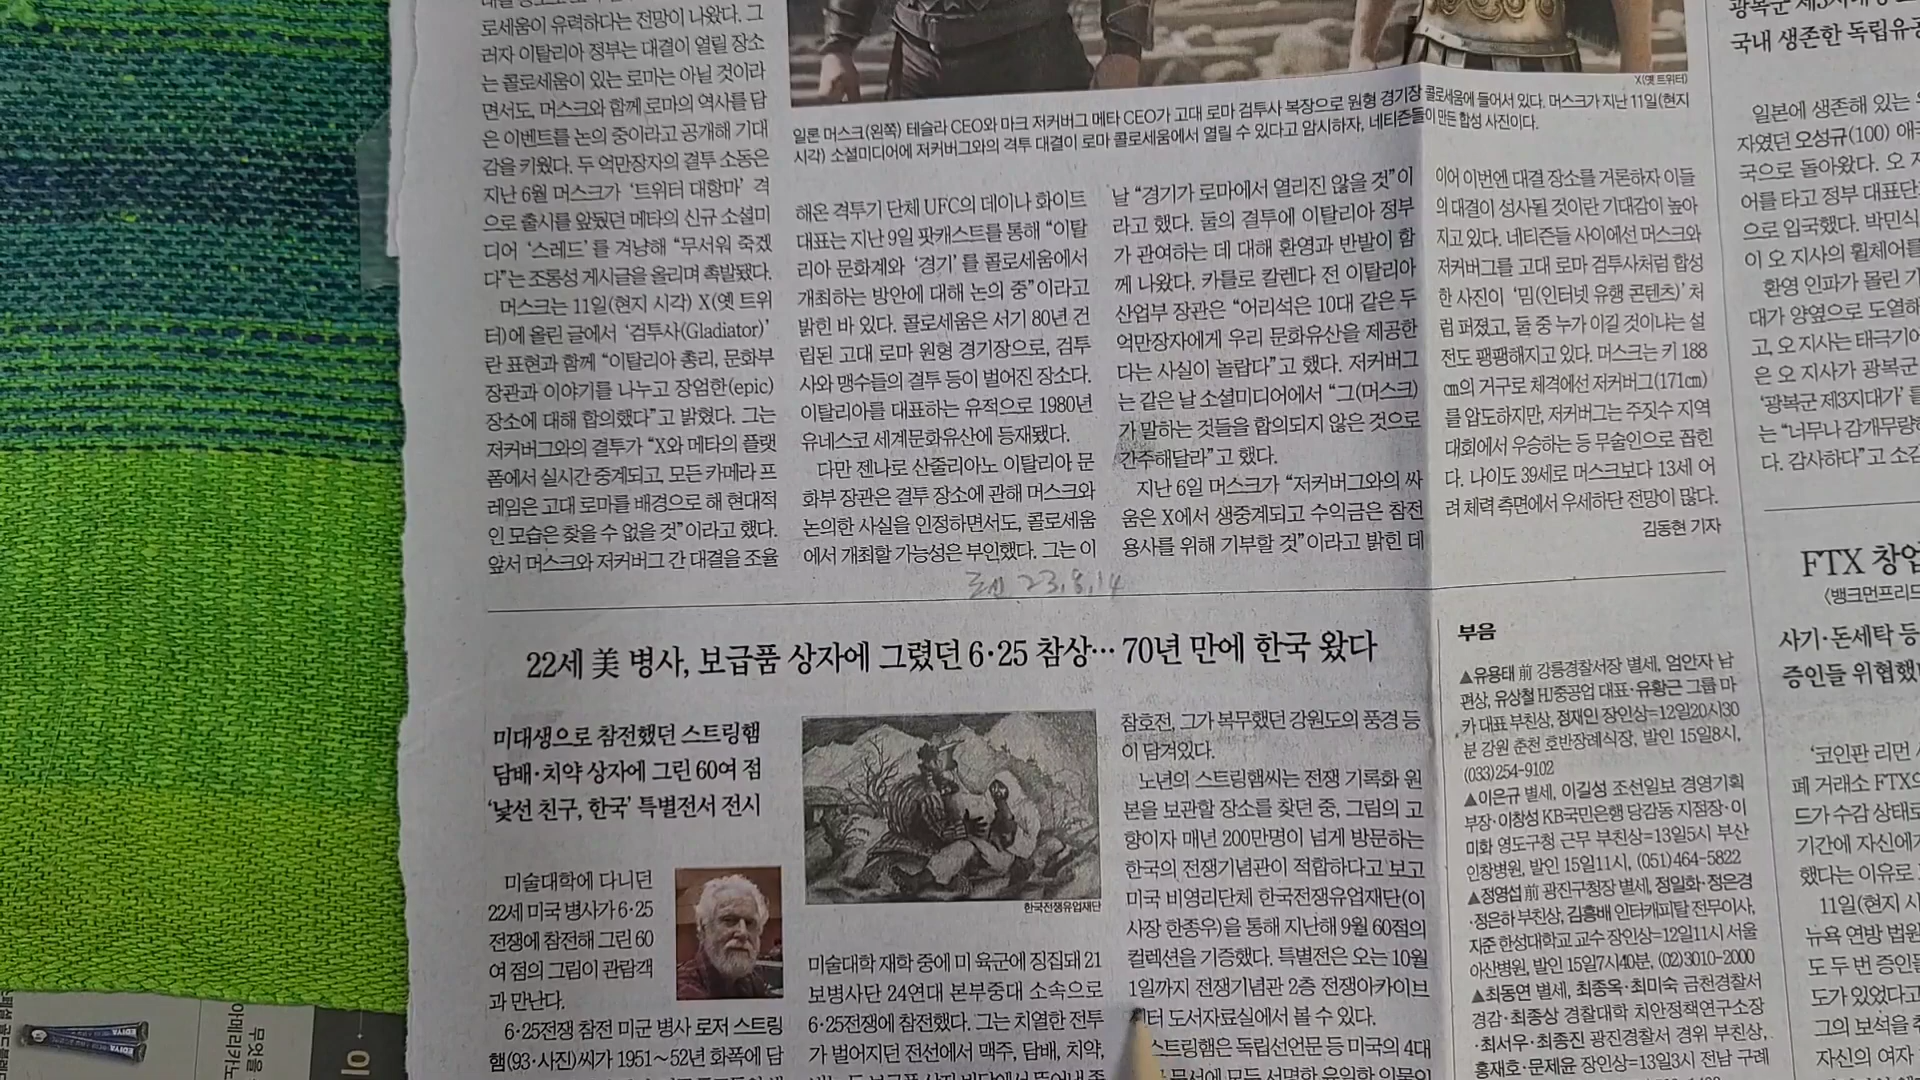 로세움이 유력하다는 전망이 나왔다. 그
러자 이탈리아 정부는 대결이 열릴 장소
는 콜로세움이 있는 로마는 아닐 것이라
면서도, 머스크와 함께 로마의 역사를 담
은 이벤트를 논의 중이라고 공개해 기대
감을 키웠다. 두 억만장자의 결투 소동은
지난 6월 머스크가 ‘트위터 대항마’ 격
으로 출시를 앞뒀던 메타의 신규 소셜미
디어 ‘스레드’를 겨냥해 “무서워 죽겠
다”는 조롱성 게시글을 올리며 촉발됐다.
머스크는 11일(현지 시각) X(옛 트위
터)에 올린 글에서 ‘검투사(Gladiator)’
란 표현과 함께 “이탈리아 총리, 문화부
장관과 이야기를 나누고 장엄한(epic)
장소에 대해 합의했다”고 밝혔다. 그는
저커버그와의 결투가 “X와 메타의 플랫
폼에서 실시간 중계되고, 모든 카메라 프
레임은 고대 로마를 배경으로 해 현대적
인 모습은 찾을 수 없을 것”이라고 했다.
앞서 머스크와 저커버그 간 대결을 조율
X(옛 트위터)
일론 머스크(왼쪽) 테슬라 CEO와 마크 저커버그 메타 CEO가 고대 로마 검투사 복장으로 원형 경기장 콜로세움에 들어서 있다. 머스크가 지난 11일(현지
시각) 소셜미디어에 저커버그와의 격투 대결이 로마 콜로세움에서 열릴 수 있다고 암시하자, 네티즌들이 만든 합성 사진이다.
해온 격투기 단체 UFC의 데이나 화이트
대표는 지난 9일 팟캐스트를 통해 “이탈
리아 문화계와 ‘경기’를 콜로세움에서
개최하는 방안에 대해 논의 중”이라고
밝힌 바 있다. 콜로세움은 서기 80년 건
립된 고대 로마 원형 경기장으로, 검투
사와 맹수들의 결투 등이 벌어진 장소다.
이탈리아를 대표하는 유적으로 1980년
유네스코 세계문화유산에 등재됐다.
다만 젠나로 산줄리아노 이탈리아 문
화부 장관은 결투 장소에 관해 머스크와
논의한 사실을 인정하면서도, 콜로세움
에서 개최할 가능성은 부인했다. 그는 이
날 “경기가 로마에서 열리진 않을 것”이
라고 했다. 둘의 결투에 이탈리아 정부
가 관여하는 데 대해 환영과 반발이 함
께 나왔다. 카를로 칼렌다 전 이탈리아
산업부 장관은 “어리석은 10대 같은 두
억만장자에게 우리 문화유산을 제공한
다는 사실이 놀랍다”고 했다. 저커버그
는 같은 날 소셜미디어에서 “그(머스크)
가 말하는 것들을 합의되지 않은 것으로
간주해달라”고 했다.
지난 6일 머스크가 “저커버그와의 싸
움은 X에서 생중계되고 수익금은 참전
용사를 위해 기부할 것”이라고 밝힌 데
이어 이번엔 대결 장소를 거론하자 이들
의 대결이 성사될 것이란 기대감이 높아
지고 있다. 네티즌들 사이에선 머스크와
저커버그를 고대 로마 검투사처럼 합성
한 사진이 ‘밈(인터넷 유행 콘텐츠)’처
럼 퍼졌고, 둘 중 누가 이길 것이냐는 설
전도 팽팽해지고 있다. 머스크는 키 188
㎝의 거구로 체격에선 저커버그(171㎝)
를 압도하지만, 저커버그는 주짓수 지역
대회에서 우승하는 등 무술인으로 꼽힌
다. 나이도 39세로 머스크보다 13세 어
려 체력 측면에서 우세하단 전망이 많다.
김동현 기자
23.8.14
22세 美 병사, 보급품 상자에 그렸던 6·25 참상… 70년 만에 한국 왔다
미대생으로 참전했던 스트링햄
담배·치약 상자에 그린 60여 점
‘낯선 친구, 한국’ 특별전서 전시
미술대학에 다니던
22세 미국 병사가 6·25
전쟁에 참전해 그린 60
여 점의 그림이 관람객
과 만난다.
6·25전쟁 참전 미군 병사 로저 스트링
햄(93·사진)씨가 1951∼52년 화폭에 담
한국전쟁유업재단
미술대학 재학 중에 미 육군에 징집돼 21
보병사단 24연대 본부중대 소속으로
6·25전쟁에 참전했다. 그는 치열한 전투
가 벌어지던 전선에서 맥주, 담배, 치약,
참호전, 그가 복무했던 강원도의 풍경 등
이 담겨있다.
노년의 스트링햄씨는 전쟁 기록화 원
본을 보관할 장소를 찾던 중, 그림의 고
향이자 매년 200만명이 넘게 방문하는
한국의 전쟁기념관이 적합하다고 보고
미국 비영리단체 한국전쟁유업재단(이
사장 한종우)을 통해 지난해 9월 60점의
컬렉션을 기증했다. 특별전은 오는 10월
1일까지 전쟁기념관 2층 전쟁아카이브
터 도서자료실에서 볼 수 있다.
스트링햄은 독립선언문 등 미국의 4대
문서에 모두 서명한 유일한 인물인
부음
▲유용태 前 강릉경찰서장 별세, 엄안자 남
편상, 유상철 HJ중공업 대표·유황근 그룹 마
카 대표 부친상, 정재인 장인상=12일20시30
분 강원 춘천 호반장례식장, 발인 15일8시,
(033)254-9102
▲이은규 별세, 이길성 조선일보 경영기획
부장·이창성 KB국민은행 당감동 지점장·이
미화 영도구청 근무 부친상=13일5시 부산
인창병원, 발인 15일11시, (051)464-5822
▲정영섭 前 광진구청장 별세, 정일화·정은경
·정은하 부친상, 김홍배 인터캐피탈 전무이사,
지준 한성대학교 교수 장인상=12일11시 서울
아산병원, 발인 15일7시40분, (02)3010-2000
▲최동연 별세, 최종옥·최미숙 금천경찰서
경감·최종상 경찰대학 치안정책연구소장
·최서우·최종진 광진경찰서 경위 부친상,
홍재호·문제윤 장인상=13일3시 전남 구례
국내 생존한 독립유공
일본에 생존해 있는
자였던 오성규(100) 애
국으로 돌아왔다. 오
어를 타고 정부 대표단
으로 입국했다. 박민식
이 오 지사의 휠체어를
환영 인파가 몰린
대가 양옆으로 도열해
고, 오 지사는 태극기
은 오 지사가 광복군
‘광복군 제3지대가’를
는 “너무나 감개무량
다. 감사하다”고 소감
FTX 창업
〈뱅크먼프리드
사기·돈세탁 등
증인들 위협했
‘코인판 리먼
폐 거래소 FTX의
드가 수감 상태로
기간에 자신에게
했다는 이유로
11일(현지 시
뉴욕 연방 법원
도 두 번 증인들
도가 있었다고
그의 보석을
자신의 여자
무엇을
아메리카노
EDIYA
이